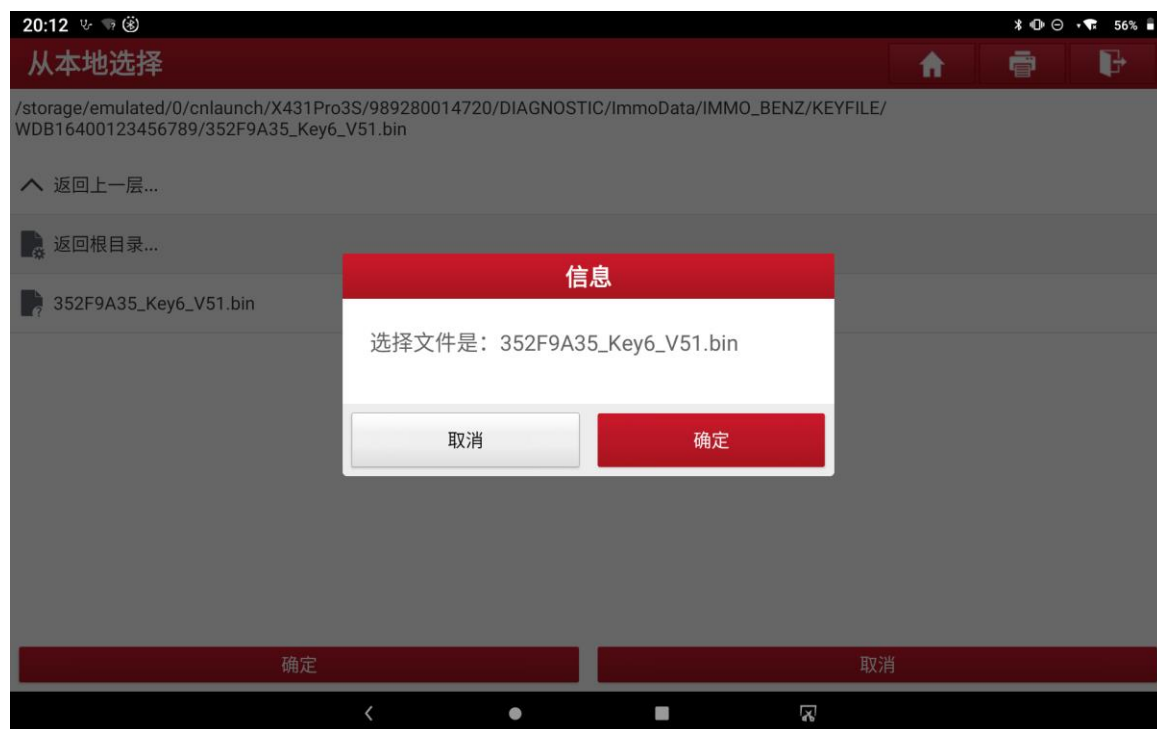 20:12
56%
从本地选择
/storage/emulated/0/cnlaunch/X431Pro3S/989280014720/DIAGNOSTIC/ImmoData/IMMO_BENZ/KEYFILE/
WDB16400123456789/352F9A35_Key6_V51.bin
返回上一层...
返回根目录...
352F9A35_Key6_V51.bin
信息
选择文件是：352F9A35_Key6_V51.bin
取消
确定
确定
取消